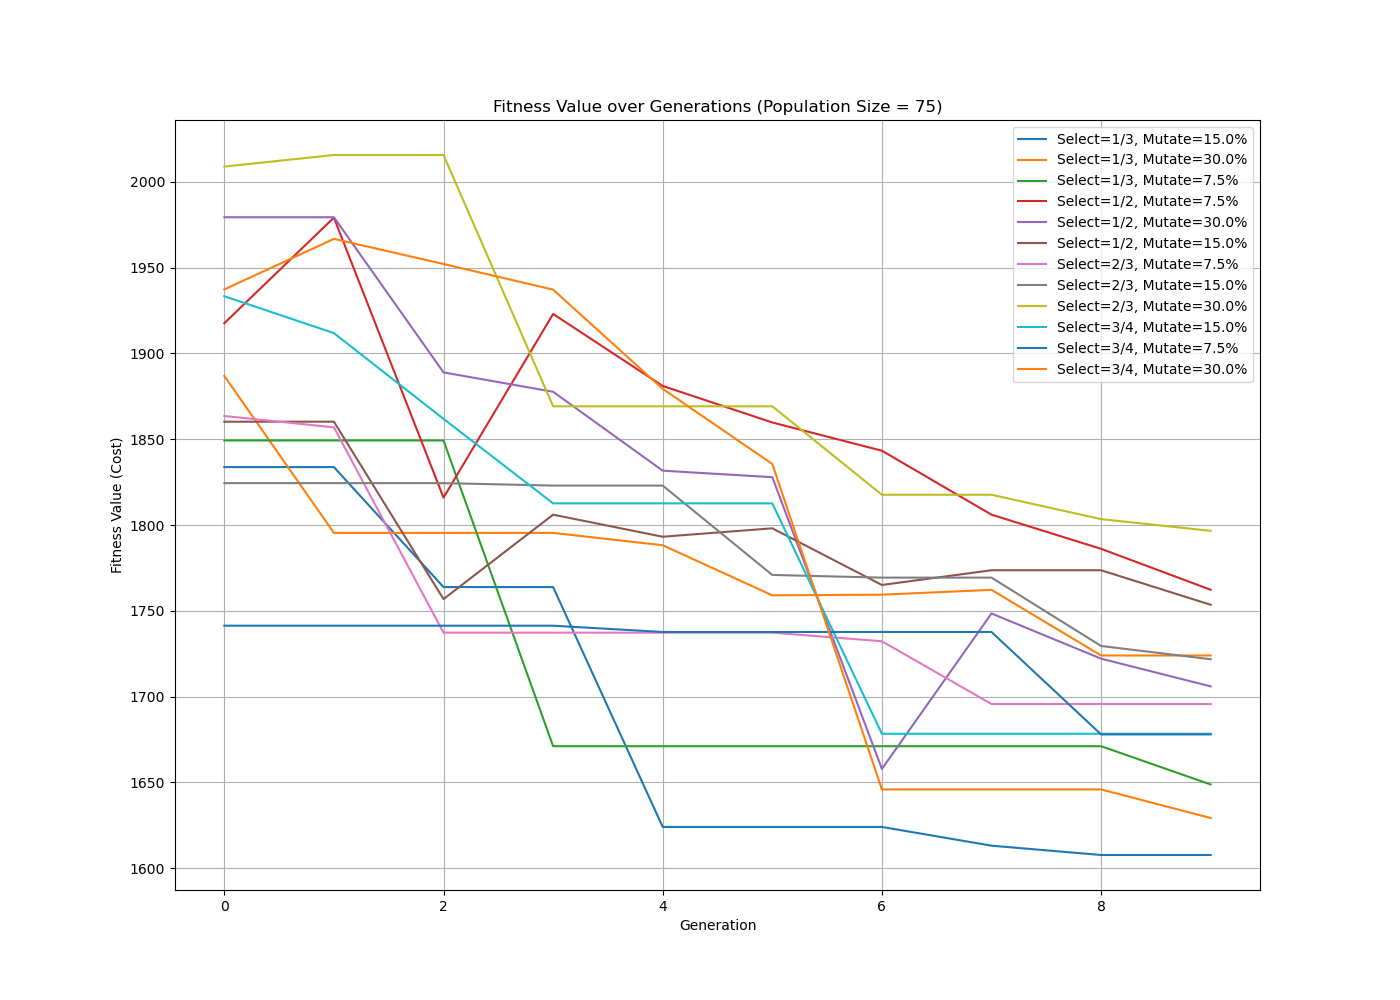 Fitness Value over Generations (Population Size = 75)
Select=1/3, Mutate=15.0%
Select=1/3, Mutate=30.0%
Select=1/3, Mutate=7.5%
Select=1/2, Mutate=7.5%
Select=1/2, Mutate=30.0%
Select=1/2, Mutate=15.0%
Select=2/3, Mutate=7.5%
Select=2/3, Mutate=15.0%
Select=2/3, Mutate=30.0%
Select=3/4, Mutate=15.0%
Select=3/4, Mutate=7.5%
Select=3/4, Mutate=30.0%
Fitness Value (Cost)
2000
1950
1900
1850
1800
1750
1700
1650
1600
0 2 4 6 8
Generation